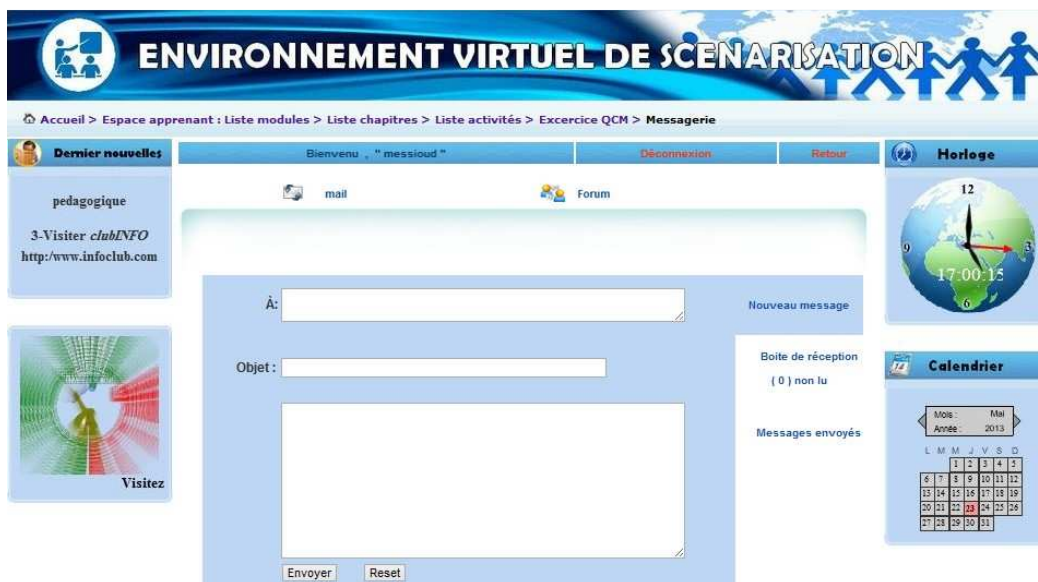 ENVIRONNEMENT VIRTUEL DE SCENARISATION
Accueil > Espace apprenant : Liste modules > Liste chapitres > Liste activités > Excercice QCM > Messagerie
Dernier nouvelles
pedagogique
3-Visiter clubINFO
http:/www.infoclub.com
Visitez
Bienvenu , " messioud "
Déconnexion
Retour
mail
Forum
À:
Objet :
Envoyer
Reset
Nouveau message
Boite de réception
( 0 ) non lu
Messages envoyés
Horloge
12
9
3
17:00:15
6
Calendrier
Mois : Mai
Année : 2013
L M M J V S D
1 2 3 4 5
6 7 8 9 10 11 12
13 14 15 16 17 18 19
20 21 22 23 24 25 26
27 28 29 30 31